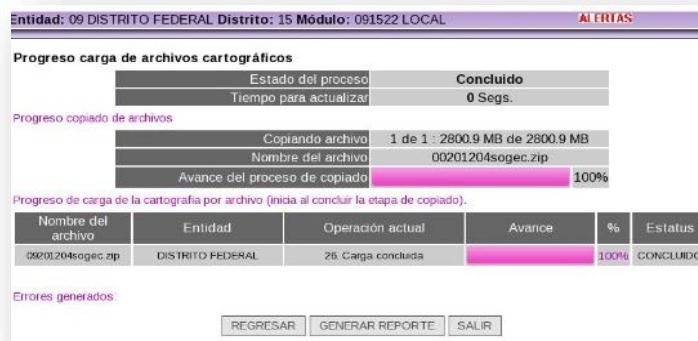 Entidad: 09 DISTRITO FEDERAL Distrito: 15 Módulo: 091522 LOCAL ALERTAS
Progreso carga de archivos cartográficos
Estado del proceso Concluido
Tiempo para actualizar 0 Segs.
Progreso copiado de archivos
Copiando archivo 1 de 1 : 2800.9 MB de 2800.9 MB
Nombre del archivo 00201204sogec.zip
Avance del proceso de copiado 100%
Progreso de carga de la cartografía por archivo (inicia al concluir la etapa de copiado).
Nombre del archivo Entidad Operación actual Avance % Estatus
09201204sogec.zip DISTRITO FEDERAL 26. Carga concluida 100% CONCLUIDO
Errores generados:
REGRESAR GENERAR REPORTE SALIR